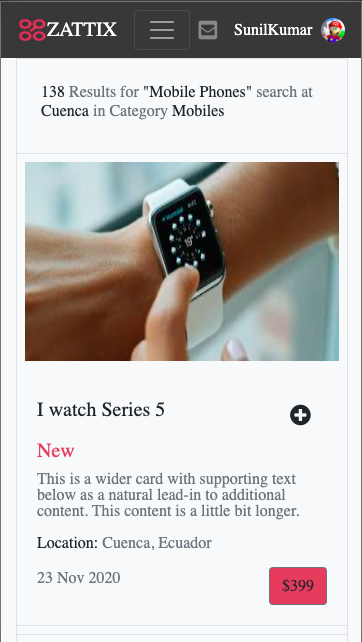 ZATTIX
SunilKumar
138 Results for "Mobile Phones" search at
Cuenca in Category Mobiles
I watch Series 5
New
This is a wider card with supporting text
below as a natural lead-in to additional
content. This content is a little bit longer.
Location: Cuenca, Ecuador
23 Nov 2020
$399